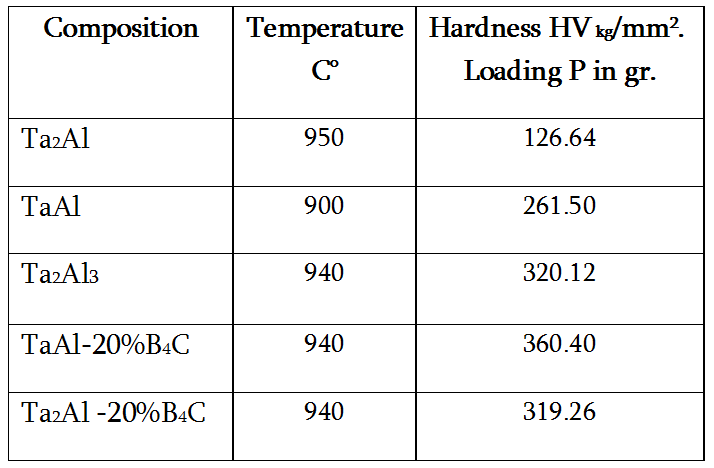 Composition Temperature Hardness HV kg/mm².
C° Loading P in gr.
Ta₂Al 950 126.64
TaAl 900 261.50
Ta₂Al₃ 940 320.12
TaAl-20%B₄C 940 360.40
Ta₂Al -20%B₄C 940 319.26